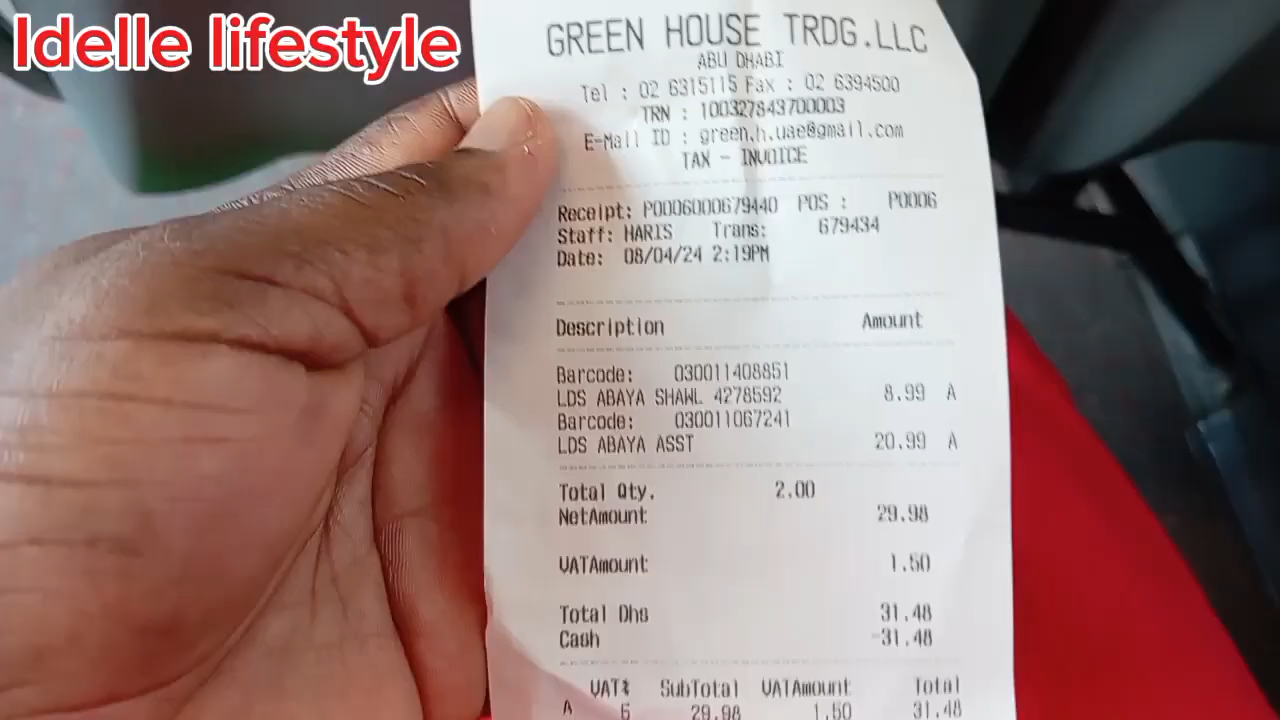 Idelle lifestyle
GREEN HOUSE TRDG.LLC
ABU DHABI
Tel : 02 6315115 Fax : 02 6394500
TRN : 100327843700003
E-Mail ID : green.h.uae@gmail.com
TAX - INVOICE
Receipt: P0006000679440 POS : P0006
Staff: HARIS Trans: 679434
Date: 08/04/24 2:19PM
Description Amount
Barcode: 030011408851
LDS ABAYA SHAWL 4278592 8.99 A
Barcode: 030011067241
LDS ABAYA ASST 20.99 A
Total Qty. 2.00
NetAmount 29.98
VATAmount 1.50
Total Dhs 31.48
Cash -31.48
VAT% SubTotal VATAmount Total
A 5 29.98 1.50 31.48